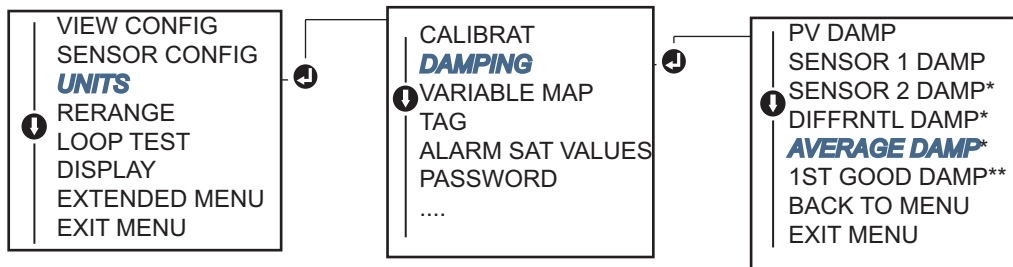 VIEW CONFIG
SENSOR CONFIG
UNITS
RERANGE
LOOP TEST
DISPLAY
EXTENDED MENU
EXIT MENU
CALIBRAT
DAMPING
VARIABLE MAP
TAG
ALARM SAT VALUES
PASSWORD
....
PV DAMP
SENSOR 1 DAMP
SENSOR 2 DAMP*
DIFFRNTL DAMP*
AVERAGE DAMP*
1ST GOOD DAMP**
BACK TO MENU
EXIT MENU